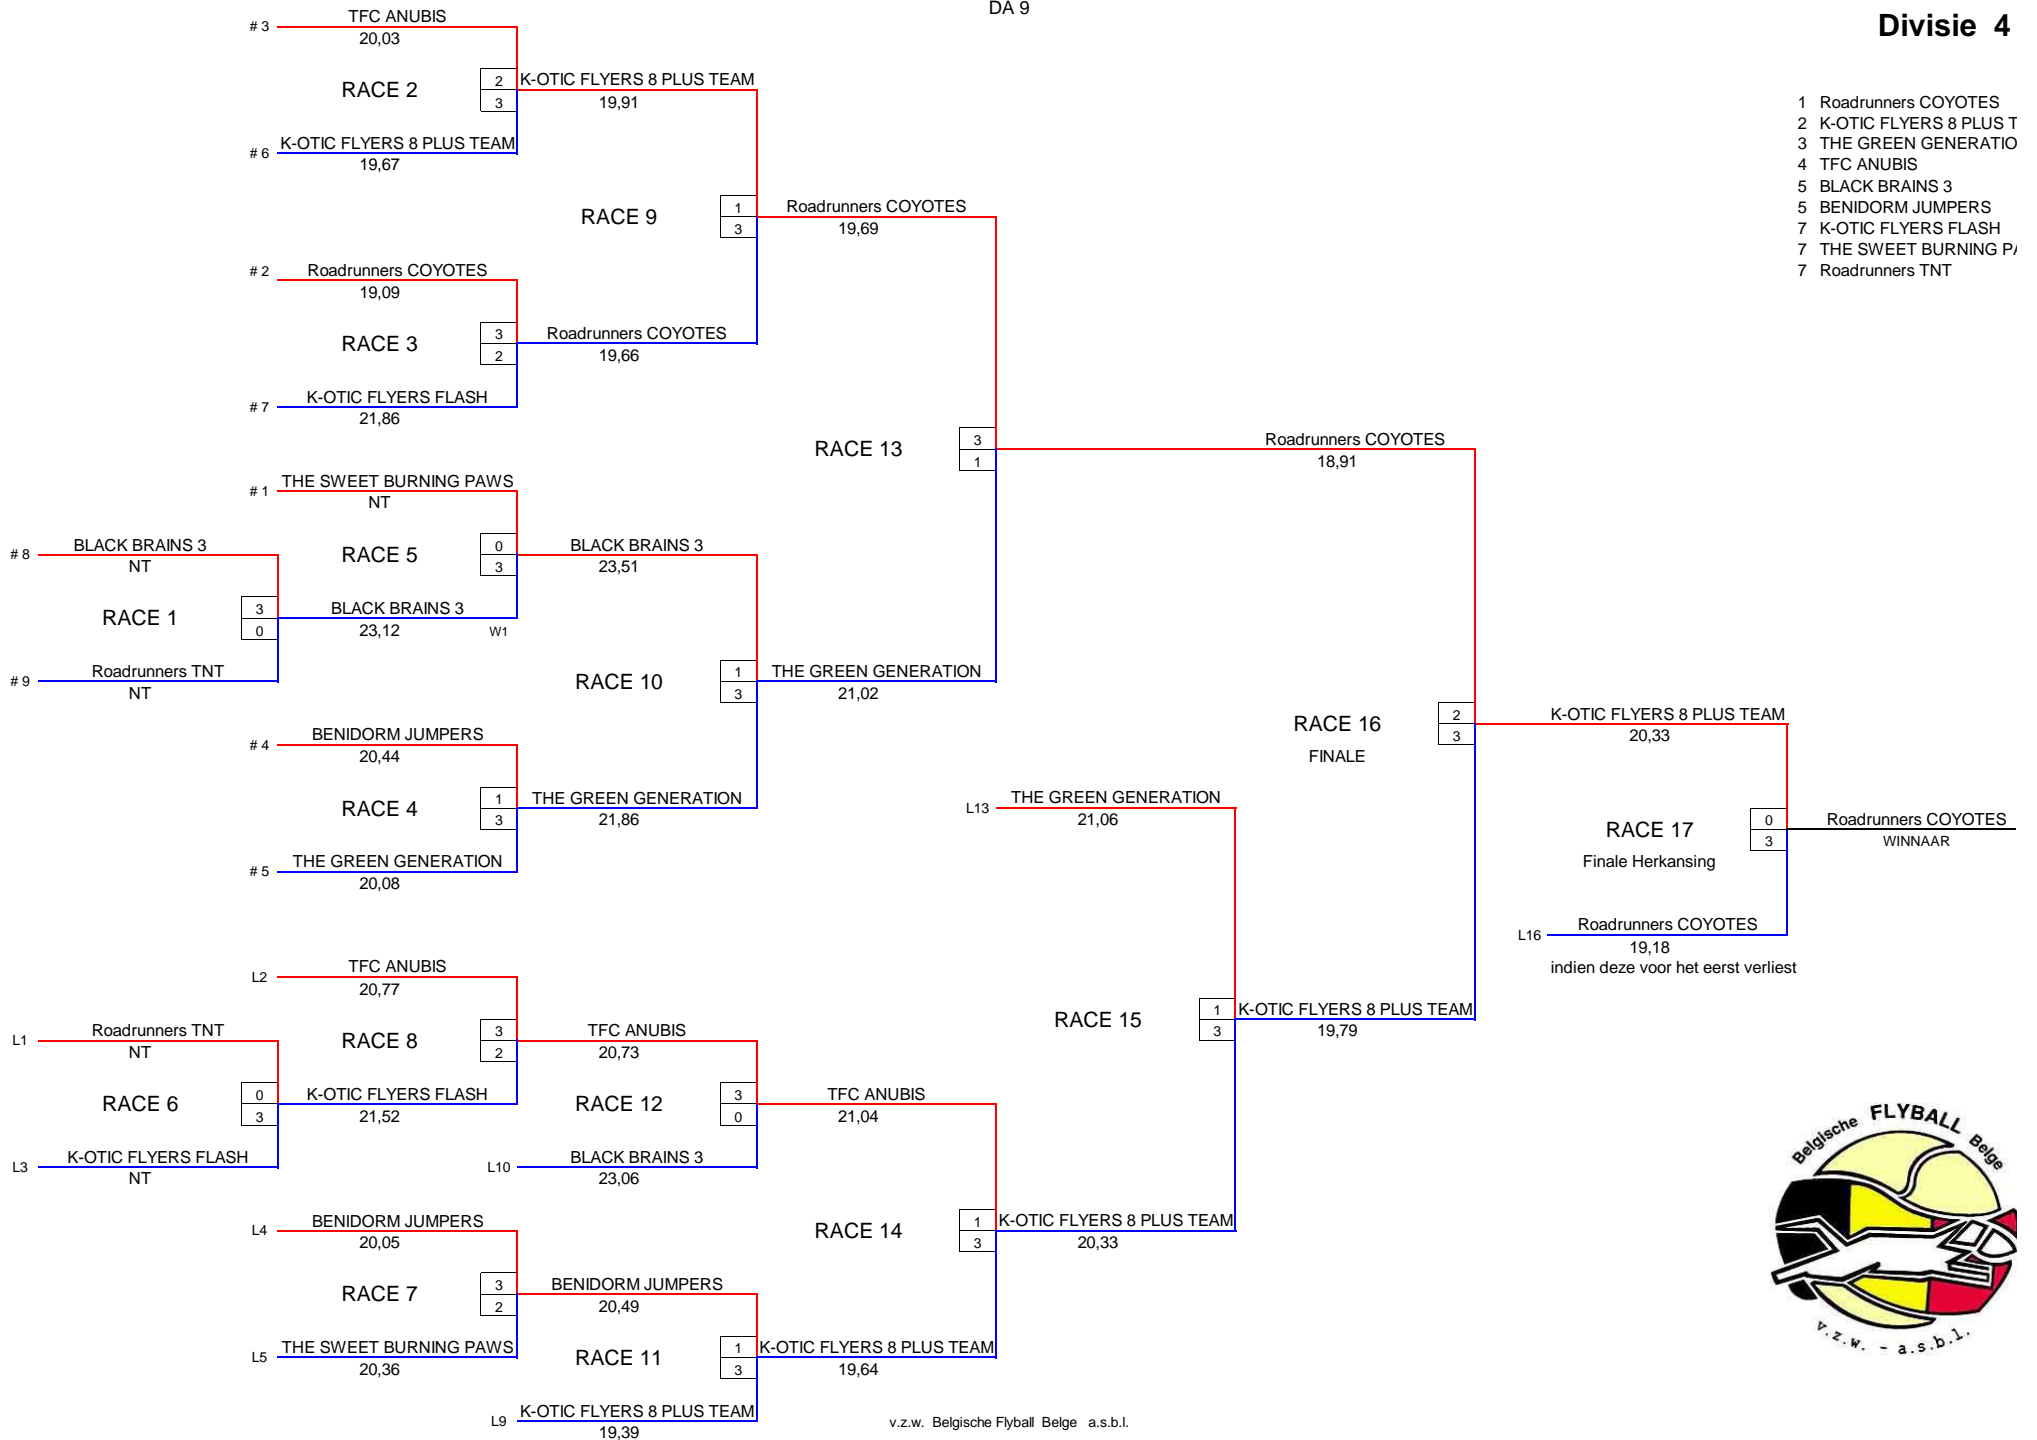 DA 9
Divisie 4
1 Roadrunners COYOTES
2 K-OTIC FLYERS 8 PLUS T
3 THE GREEN GENERATIO
4 TFC ANUBIS
5 BLACK BRAINS 3
5 BENIDORM JUMPERS
7 K-OTIC FLYERS FLASH
7 THE SWEET BURNING PA
7 Roadrunners TNT
# 3 TFC ANUBIS
20,03
RACE 2
2
3
# 6 K-OTIC FLYERS 8 PLUS TEAM
19,67
K-OTIC FLYERS 8 PLUS TEAM
19,91
RACE 9
1
3
# 2 Roadrunners COYOTES
19,09
RACE 3
3
2
# 7 K-OTIC FLYERS FLASH
21,86
Roadrunners COYOTES
19,66
Roadrunners COYOTES
19,69
RACE 13
3
1
# 1 THE SWEET BURNING PAWS
NT
RACE 5
0
3
# 8 BLACK BRAINS 3
NT
RACE 1
3
0
# 9 Roadrunners TNT
NT
BLACK BRAINS 3
23,12
W1
BLACK BRAINS 3
23,51
RACE 10
1
3
# 4 BENIDORM JUMPERS
20,44
RACE 4
1
3
# 5 THE GREEN GENERATION
20,08
THE GREEN GENERATION
21,86
THE GREEN GENERATION
21,02
Roadrunners COYOTES
18,91
RACE 16
FINALE
2
3
K-OTIC FLYERS 8 PLUS TEAM
20,33
RACE 17
Finale Herkansing
0
3
Roadrunners COYOTES
WINNAAR
L16 Roadrunners COYOTES
19,18
indien deze voor het eerst verliest
L13 THE GREEN GENERATION
21,06
RACE 15
1
3
K-OTIC FLYERS 8 PLUS TEAM
19,79
L2 TFC ANUBIS
20,77
RACE 8
3
2
L1 Roadrunners TNT
NT
RACE 6
0
3
L3 K-OTIC FLYERS FLASH
NT
K-OTIC FLYERS FLASH
21,52
TFC ANUBIS
20,73
RACE 12
3
0
L10 BLACK BRAINS 3
23,06
TFC ANUBIS
21,04
RACE 14
1
3
K-OTIC FLYERS 8 PLUS TEAM
20,33
L4 BENIDORM JUMPERS
20,05
RACE 7
3
2
L5 THE SWEET BURNING PAWS
20,36
BENIDORM JUMPERS
20,49
RACE 11
1
3
L9 K-OTIC FLYERS 8 PLUS TEAM
19,39
K-OTIC FLYERS 8 PLUS TEAM
19,64
v.z.w. Belgische Flyball Belge a.s.b.l.
Belgische FLYBALL Belge
v.z.w. - a.s.b.l.